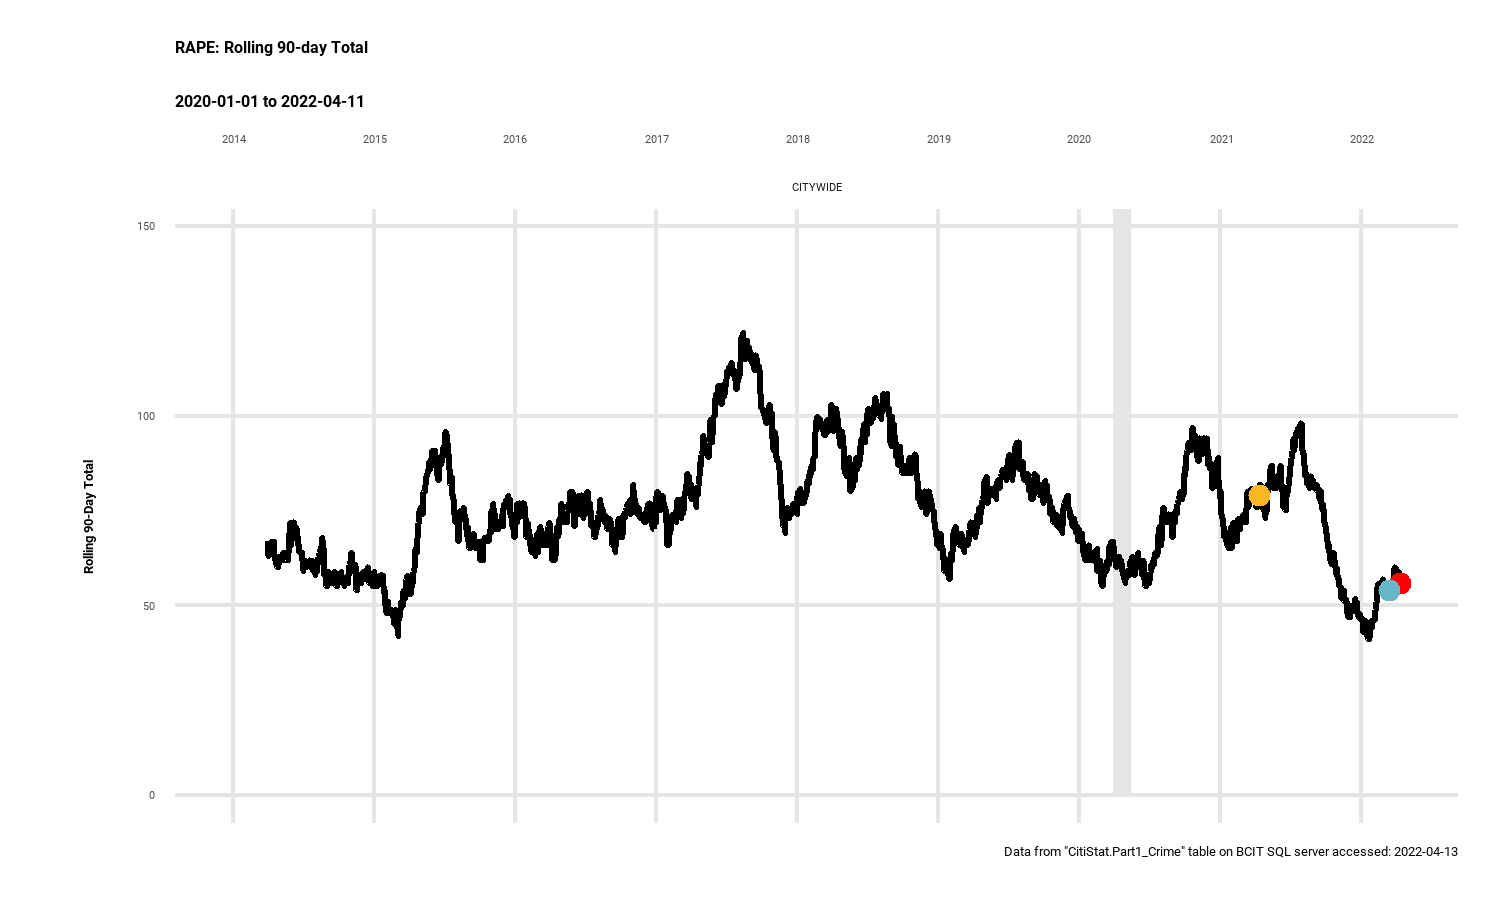 RAPE: Rolling 90-day Total
2020-01-01 to 2022-04-11
2014 2015 2016 2017 2018 2019 2020 2021 2022
CITYWIDE
150
100
50
0
Rolling 90-Day Total
Data from "CitiStat.Part1_Crime" table on BCIT SQL server accessed: 2022-04-13